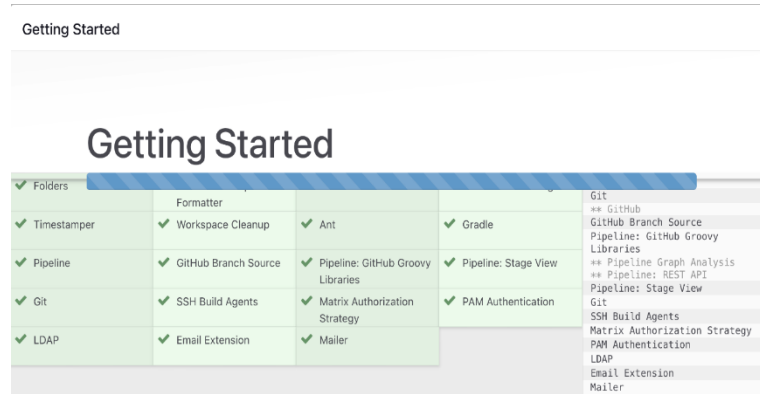 Getting Started
Getting Started
Folders
Formatter
Timestamper
Workspace Cleanup
Ant
Gradle
Pipeline
GitHub Branch Source
Pipeline: GitHub Groovy
Libraries
Pipeline: Stage View
Git
SSH Build Agents
Matrix Authorization
Strategy
PAM Authentication
LDAP
Email Extension
Mailer
Git
** GitHub
GitHub Branch Source
Pipeline: GitHub Groovy
Libraries
** Pipeline Graph Analysis
** Pipeline: REST API
Pipeline: Stage View
Git
SSH Build Agents
Matrix Authorization Strategy
PAM Authentication
LDAP
Email Extension
Mailer